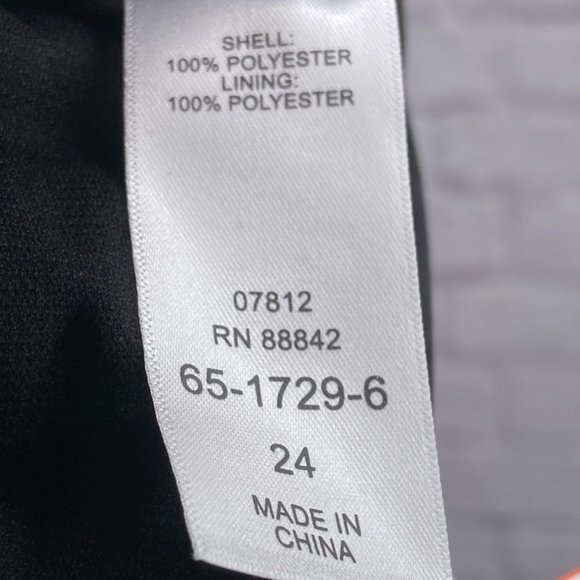 SHELL:
100% POLYESTER
LINING:
100% POLYESTER
07812
RN 88842
65-1729-6
24
MADE IN
CHINA